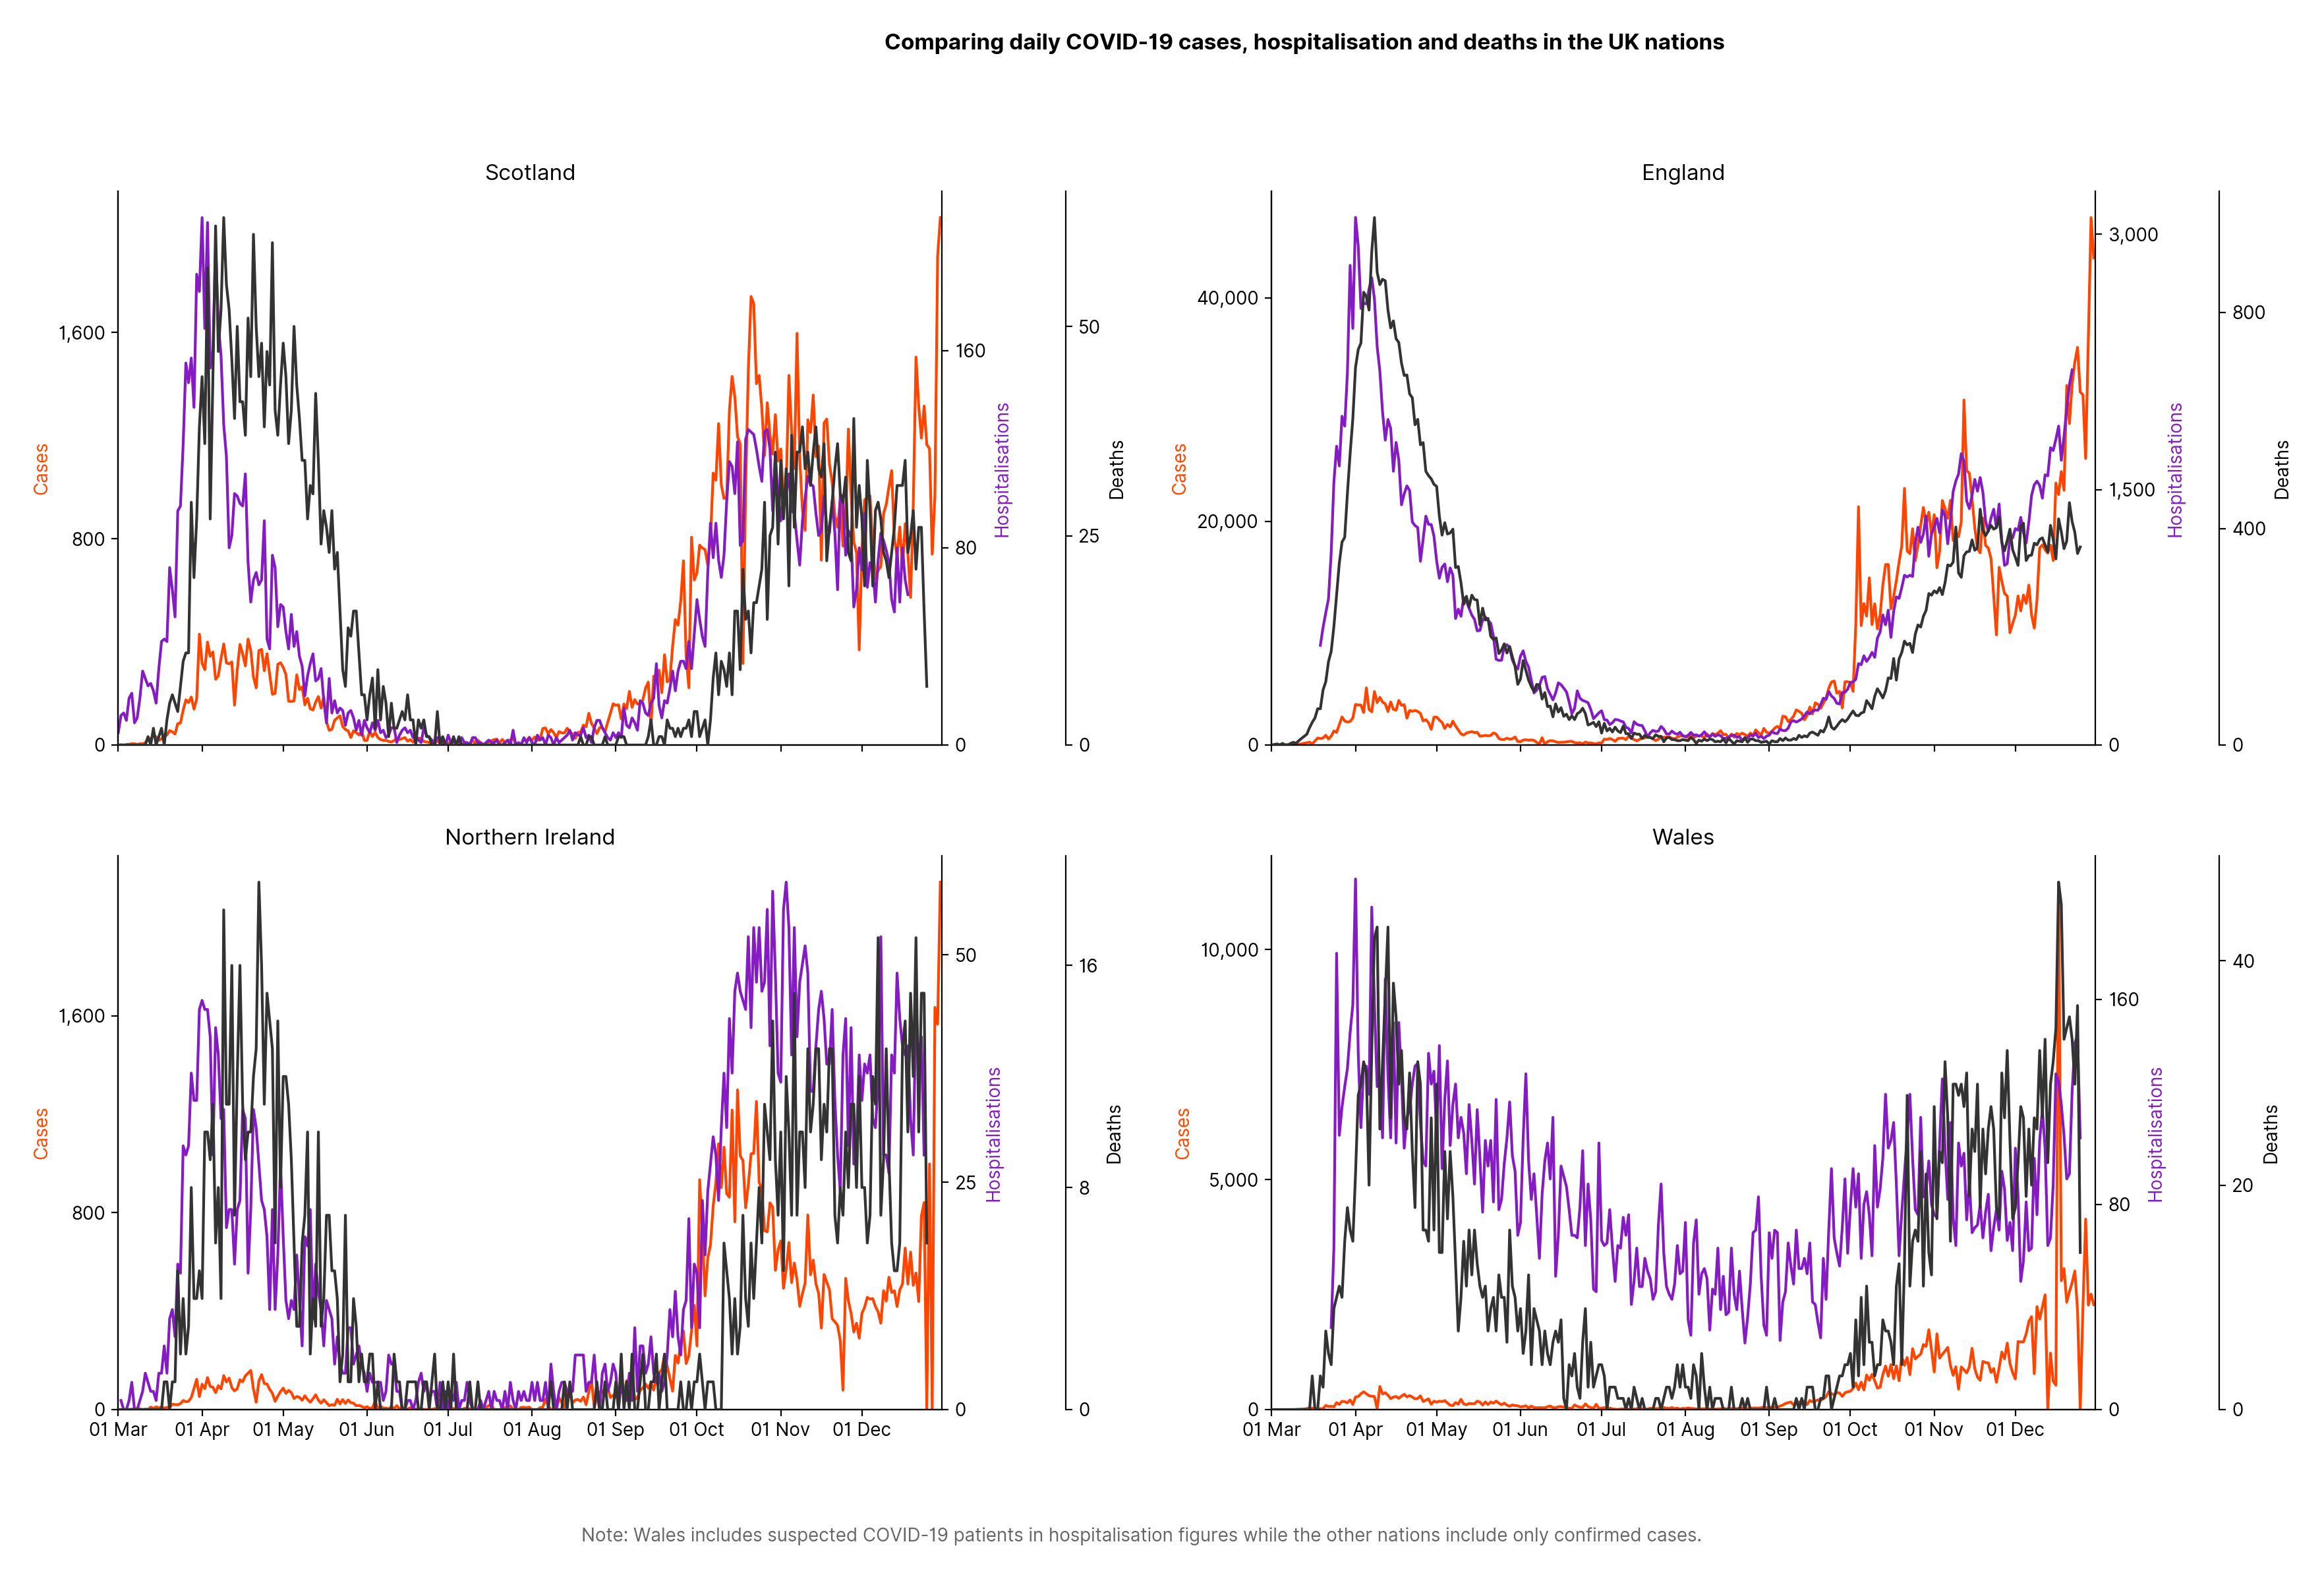 Comparing daily COVID-19 cases, hospitalisation and deaths in the UK nations
Scotland
Cases
1,600
800
0
160
80
0
Hospitalisations
50
25
0
Deaths
England
Cases
40,000
20,000
0
3,000
1,500
0
Hospitalisations
800
400
0
Deaths
Northern Ireland
Cases
1,600
800
0
50
25
0
Hospitalisations
16
8
0
Deaths
01 Mar 01 Apr 01 May 01 Jun 01 Jul 01 Aug 01 Sep 01 Oct 01 Nov 01 Dec
Wales
Cases
10,000
5,000
0
160
80
0
Hospitalisations
40
20
0
Deaths
01 Mar 01 Apr 01 May 01 Jun 01 Jul 01 Aug 01 Sep 01 Oct 01 Nov 01 Dec
Note: Wales includes suspected COVID-19 patients in hospitalisation figures while the other nations include only confirmed cases.